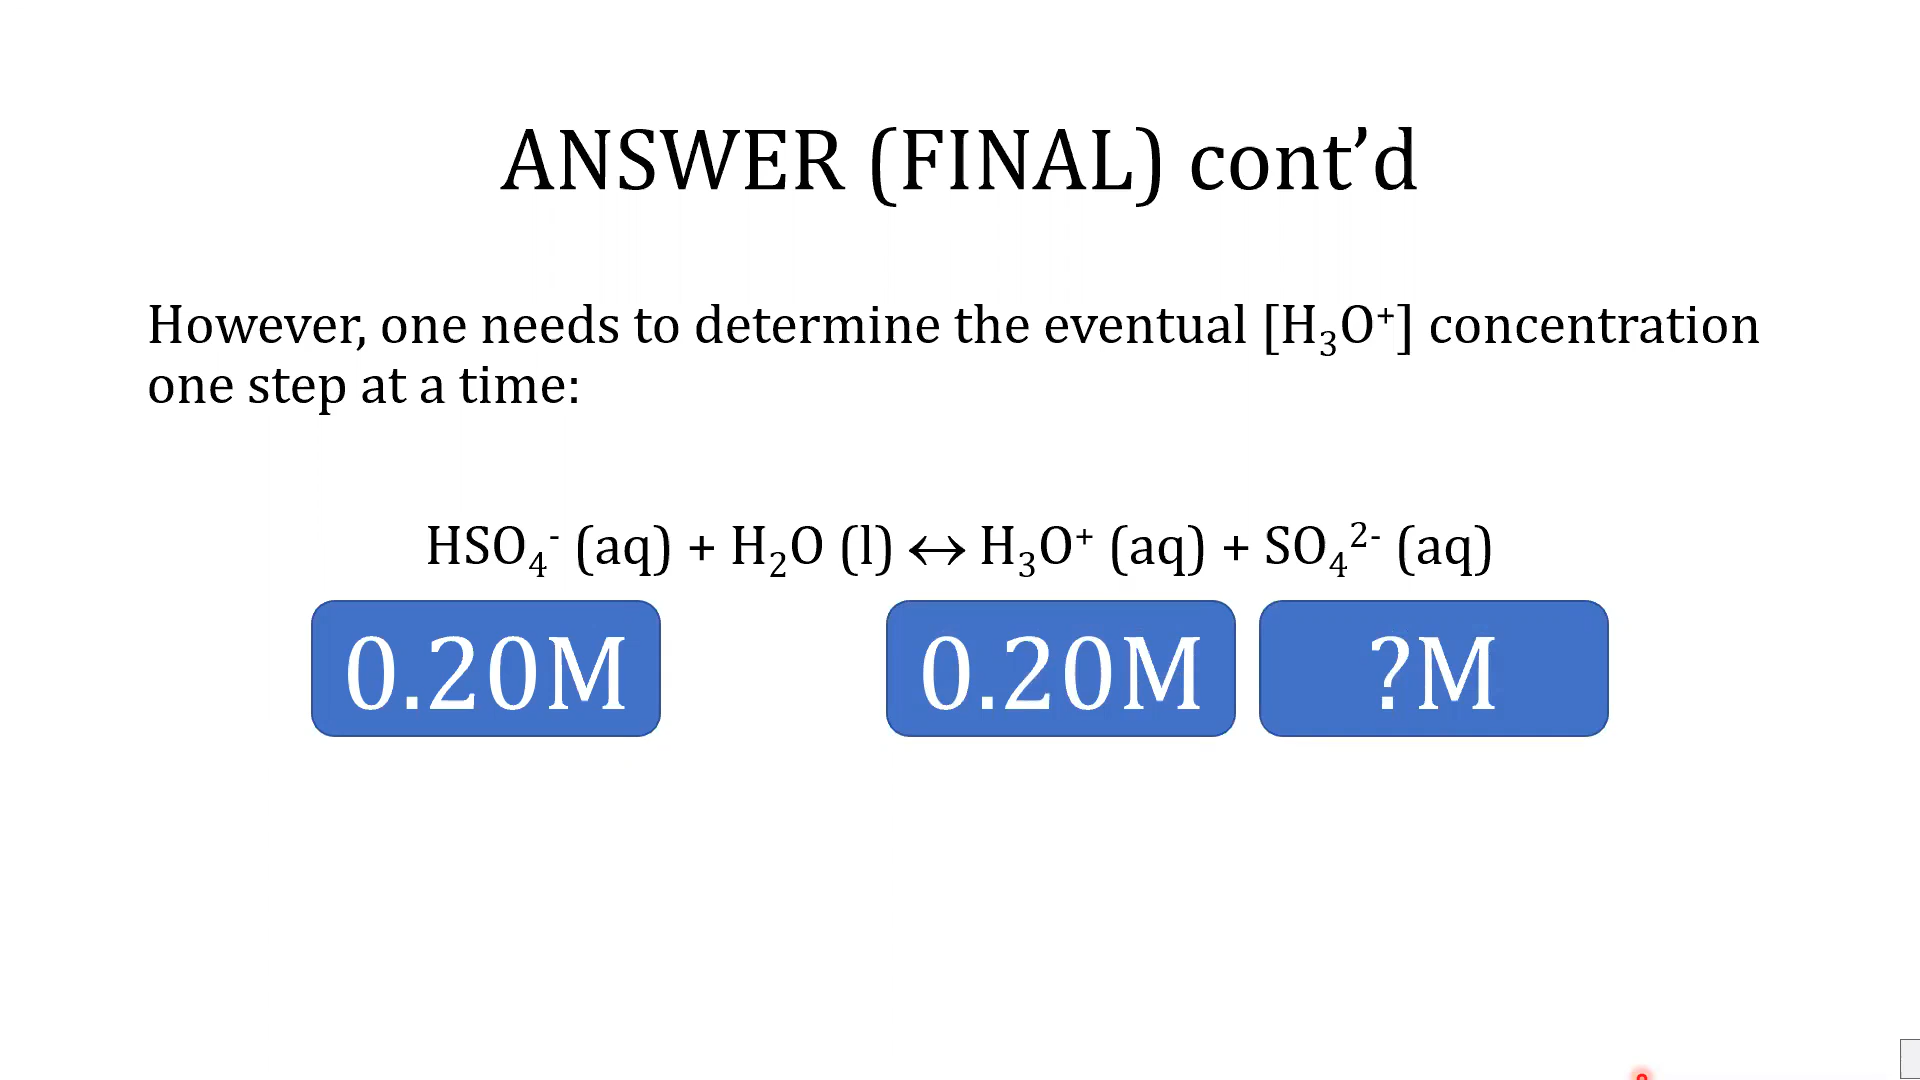 ANSWER (FINAL) cont’d
However, one needs to determine the eventual [H₃O⁺] concentration
one step at a time:
HSO₄⁻ (aq) + H₂O (l) ↔ H₃O⁺ (aq) + SO₄²⁻ (aq)
0.20M 0.20M ?M